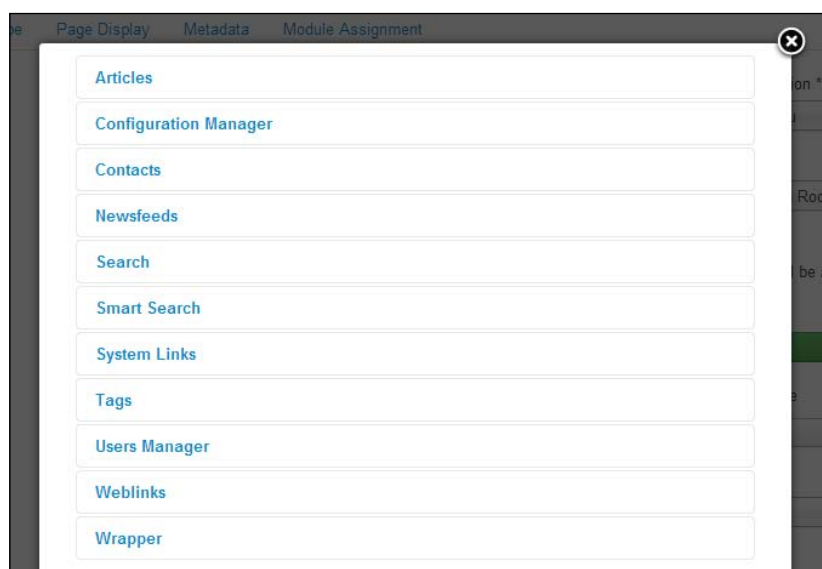 Page Display Metadata Module Assignment
Articles
Configuration Manager
Contacts
Newsfeeds
Search
Smart Search
System Links
Tags
Users Manager
Weblinks
Wrapper